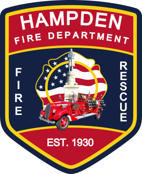 HAMPDEN
FIRE DEPARTMENT
FIRE
RESCUE
EST. 1930